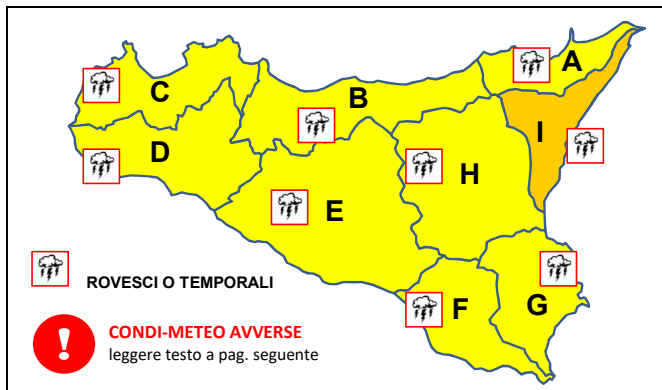 A
C
B
I
D
H
E
F
G
ROVESCI O TEMPORALI
CONDI-METEO AVVERSE
leggere testo a pag. seguente